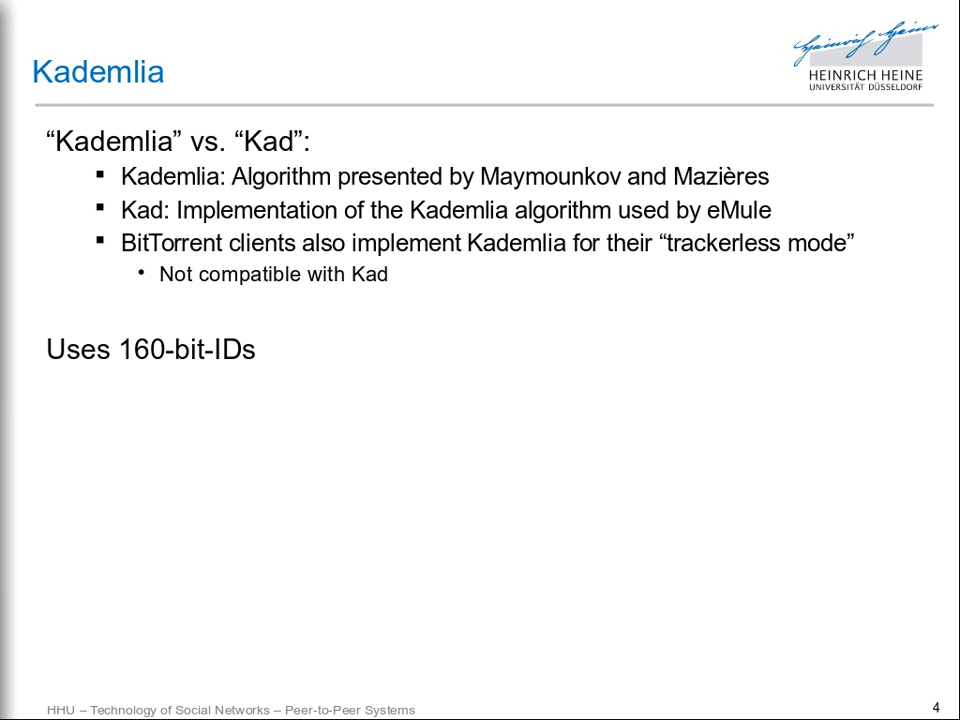 Kademlia
Heinrich Heine
HEINRICH HEINE
UNIVERSITÄT DÜSSELDORF
“Kademlia” vs. “Kad”:
▪ Kademlia: Algorithm presented by Maymounkov and Mazières
▪ Kad: Implementation of the Kademlia algorithm used by eMule
▪ BitTorrent clients also implement Kademlia for their “trackerless mode”
• Not compatible with Kad
Uses 160-bit-IDs
HHU – Technology of Social Networks – Peer-to-Peer Systems
4